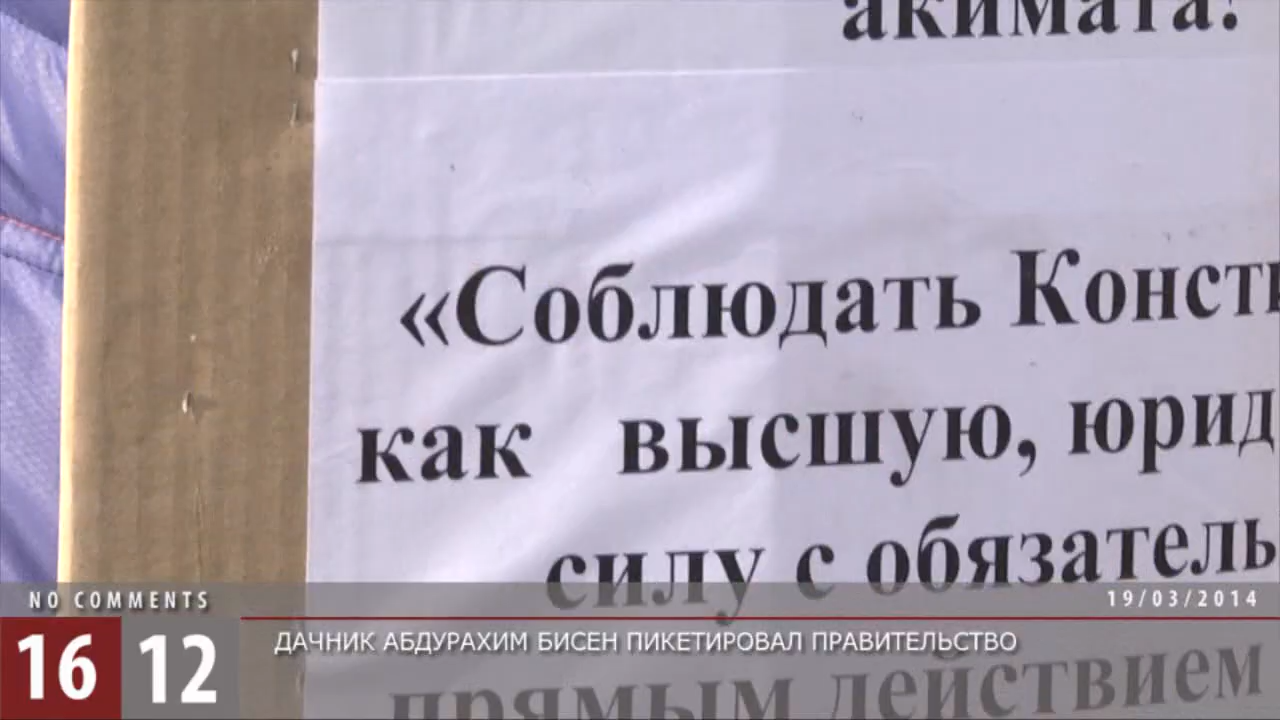 акимата!
«Соблюдать Консти
как высшую, юрид
силу с обязатель
прямым действием
NO COMMENTS
19/03/2014
16 12
ДАЧНИК АБДУРАХИМ БИСЕН ПИКЕТИРОВАЛ ПРАВИТЕЛЬСТВО